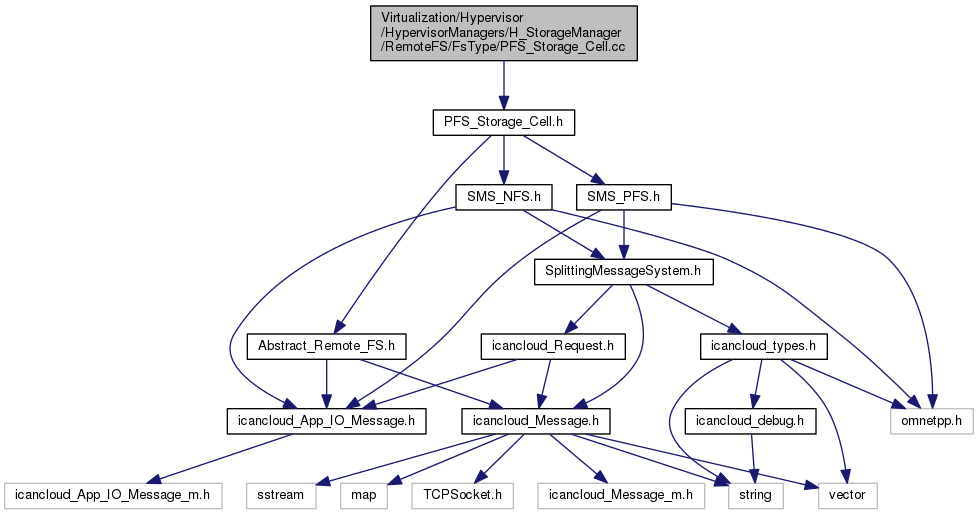 Virtualization/Hypervisor
/HypervisorManagers/H_StorageManager
/RemoteFS/FsType/PFS_Storage_Cell.cc
PFS_Storage_Cell.h
SMS_NFS.h
SMS_PFS.h
SplittingMessageSystem.h
Abstract_Remote_FS.h
icancloud_Request.h
icancloud_types.h
icancloud_App_IO_Message.h
icancloud_Message.h
icancloud_debug.h
omnetpp.h
icancloud_App_IO_Message_m.h
sstream
map
TCPSocket.h
icancloud_Message_m.h
string
vector